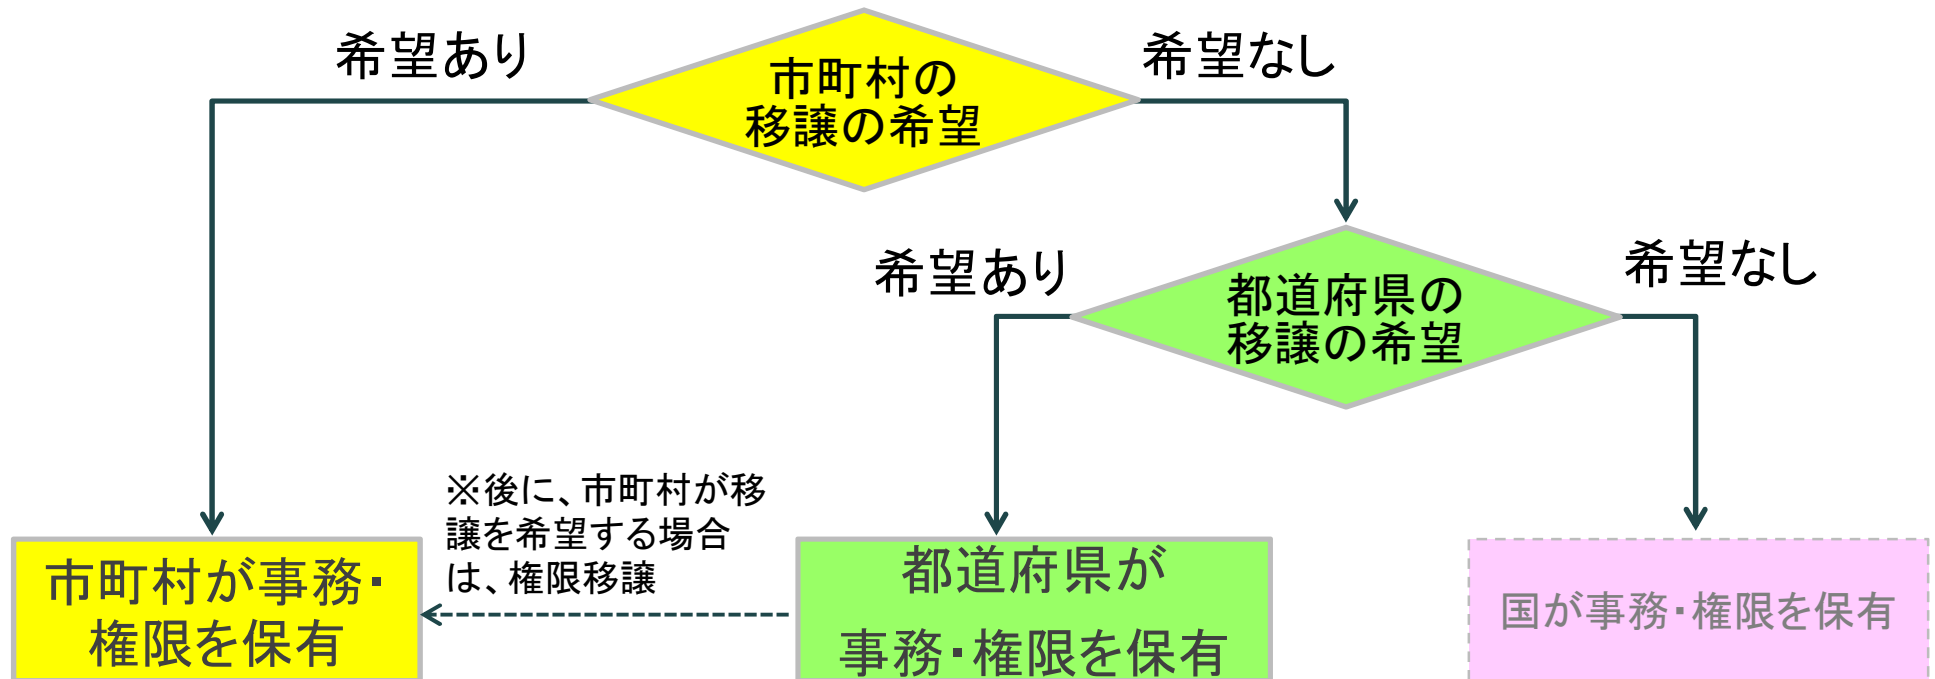 希望あり
市町村の
移譲の希望
希望なし
希望あり
都道府県の
移譲の希望
希望なし
※後に、市町村が移
譲を希望する場合
は、権限移譲
市町村が事務・
権限を保有
都道府県が
事務・権限を保有
国が事務・権限を保有